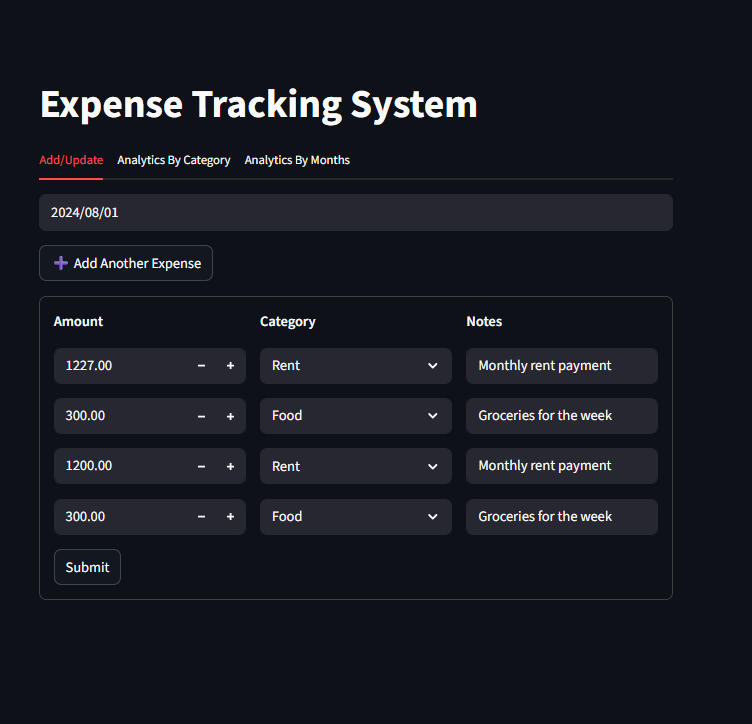 Expense Tracking System
Add/Update Analytics By Category Analytics By Months
2024/08/01
➕ Add Another Expense
Amount Category Notes
1227.00 − + Rent Monthly rent payment
300.00 − + Food Groceries for the week
1200.00 − + Rent Monthly rent payment
300.00 − + Food Groceries for the week
Submit